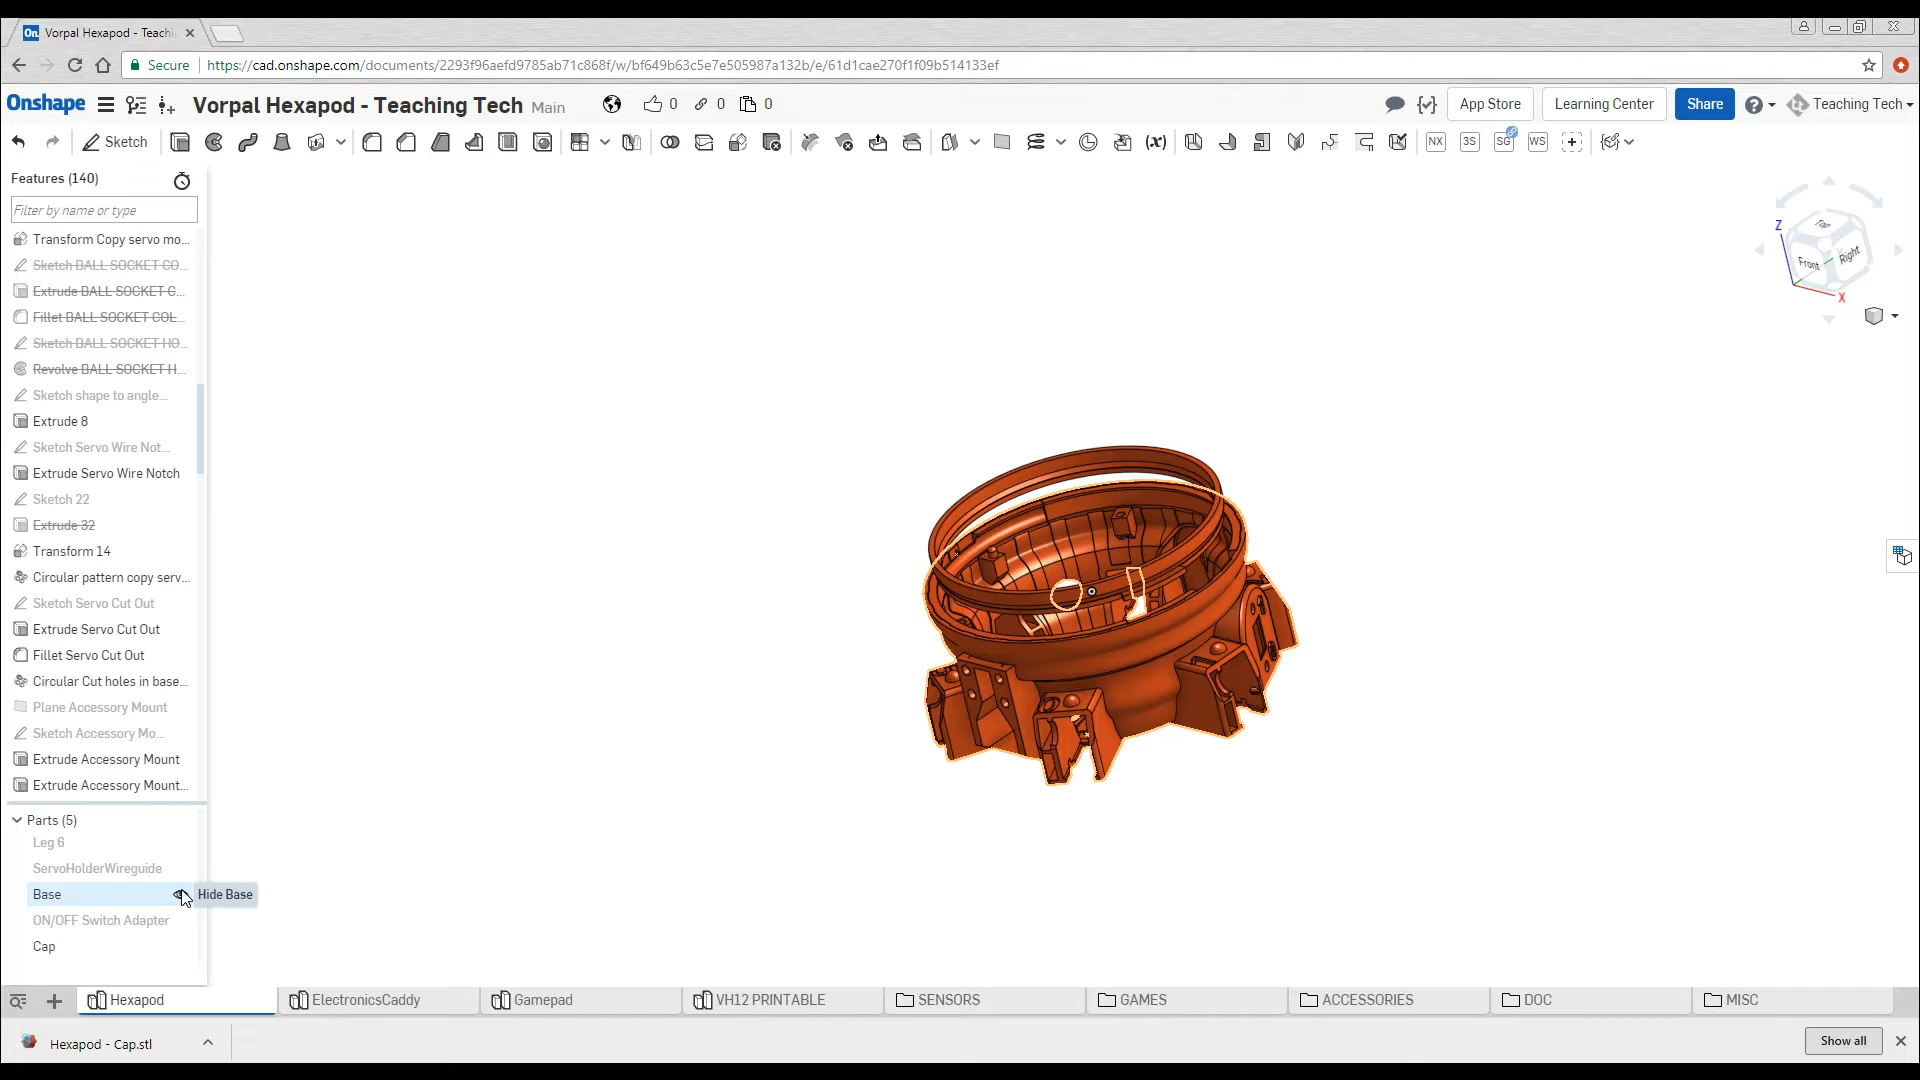 Vorpal Hexapod - Teachi
Secure
https://cad.onshape.com/documents/2293f96aefd9785ab71c868f/w/bf649b63c5e7e505987a132b/e/61d1cae270f1f09b514133ef
Onshape
Vorpal Hexapod - Teaching Tech Main
0
0
0
App Store
Learning Center
Share
Teaching Tech
Sketch
(x)
NX
3S
SG
WS
Features (140)
Filter by name or type
Transform Copy servo mo...
Sketch BALL SOCKET CO...
Extrude BALL SOCKET C...
Fillet BALL SOCKET COL...
Sketch BALL SOCKET HO...
Revolve BALL SOCKET H...
Sketch shape to angle...
Extrude 8
Sketch Servo Wire Not...
Extrude Servo Wire Notch
Sketch 22
Extrude 32
Transform 14
Circular pattern copy serv...
Sketch Servo Cut Out
Extrude Servo Cut Out
Fillet Servo Cut Out
Circular Cut holes in base...
Plane Accessory Mount
Sketch Accessory Mo...
Extrude Accessory Mount
Extrude Accessory Mount...
Z
Top
Front
Right
X
Parts (5)
Leg 6
ServoHolderWireguide
Base
Hide Base
ON/OFF Switch Adapter
Cap
Hexapod
ElectronicsCaddy
Gamepad
VH12 PRINTABLE
SENSORS
GAMES
ACCESSORIES
DOC
MISC
Hexapod - Cap.stl
Show all